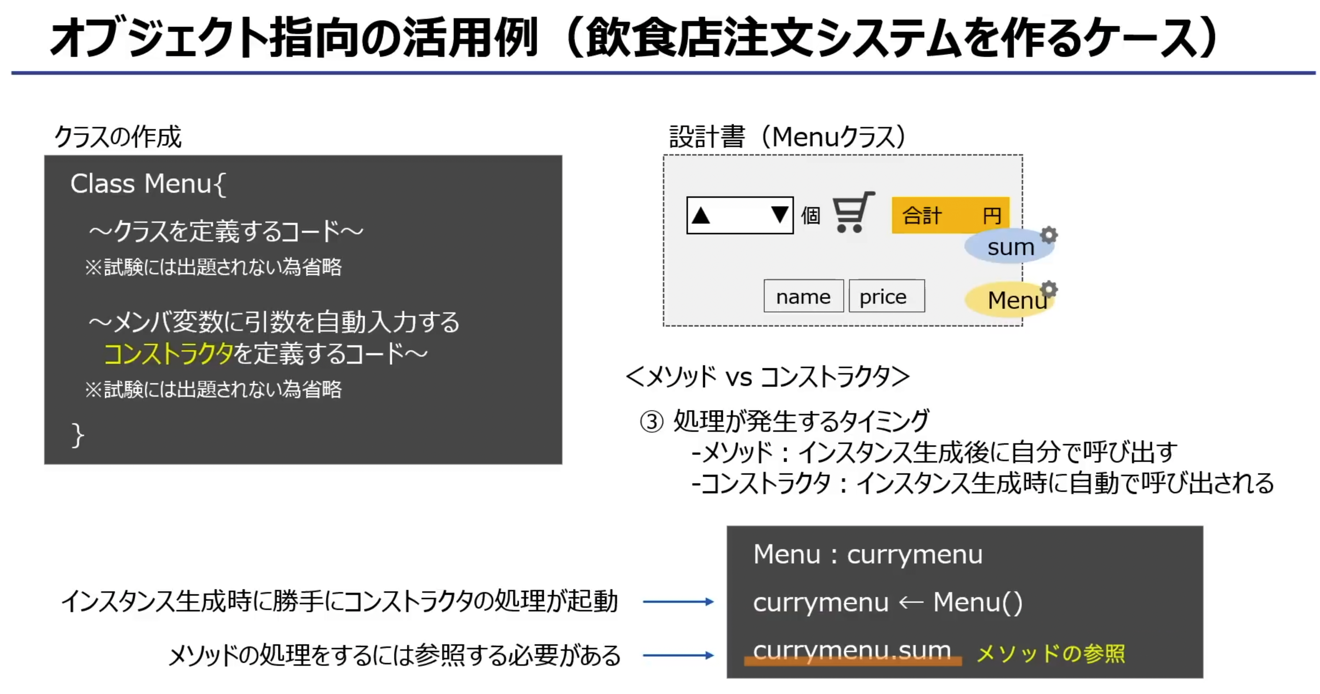 オブジェクト指向の活用例（飲食店注文システムを作るケース）
クラスの作成
Class Menu{
～クラスを定義するコード～
※試験には出題されない為省略
～メンバ変数に引数を自動入力する
コンストラクタを定義するコード～
※試験には出題されない為省略
}
設計書（Menuクラス）
▲ ▼ 個 合計 円
sum
name price Menu
＜メソッド vs コンストラクタ＞
③ 処理が発生するタイミング
-メソッド：インスタンス生成後に自分で呼び出す
-コンストラクタ：インスタンス生成時に自動で呼び出される
Menu：currymenu
インスタンス生成時に勝手にコンストラクタの処理が起動
currymenu ← Menu()
メソッドの処理をするには参照する必要がある
currymenu.sum メソッドの参照